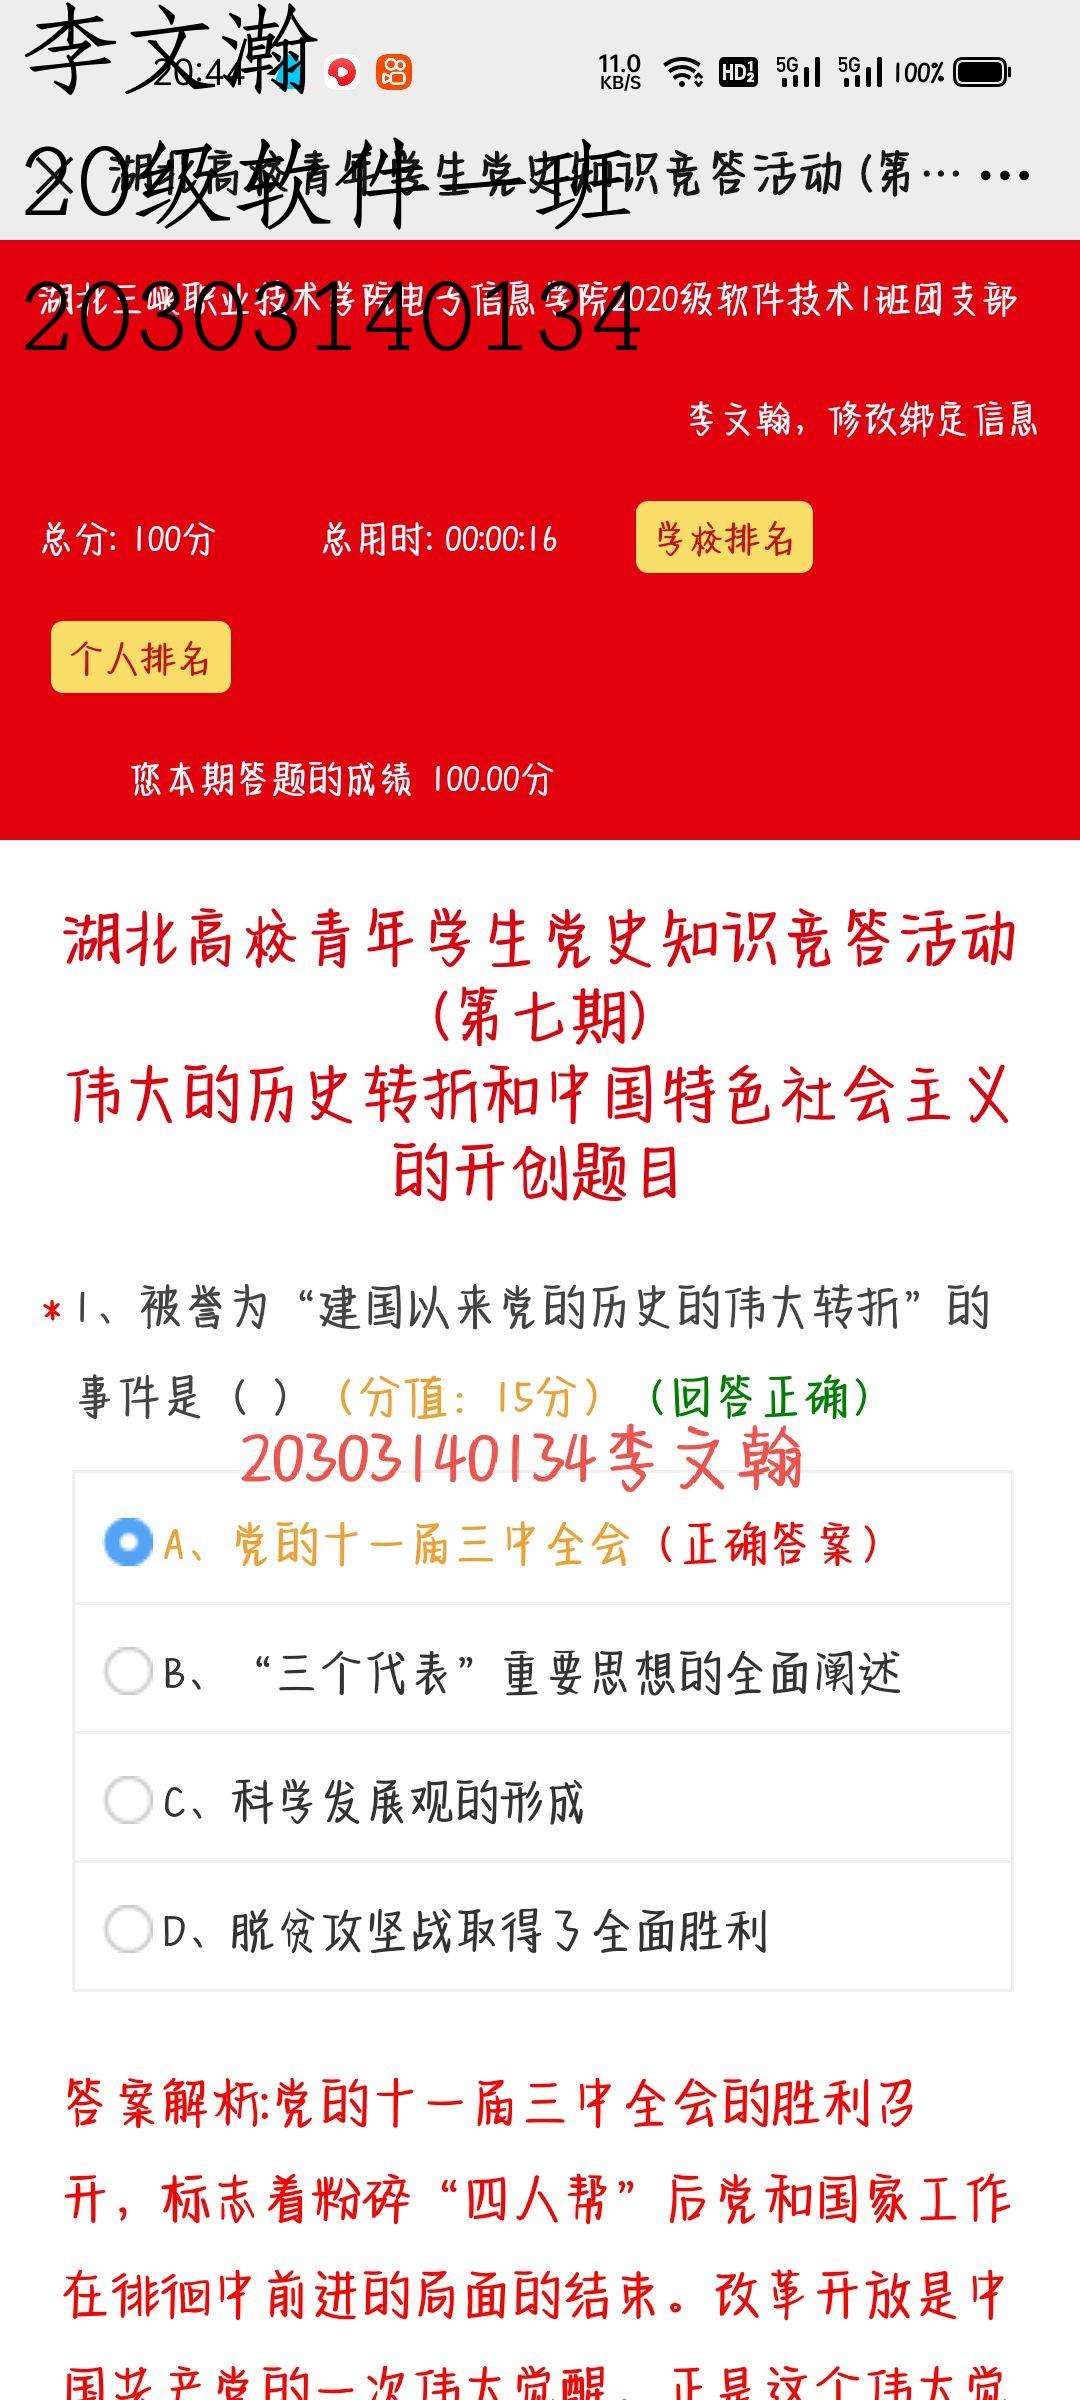 李文瀚
20:44
11.0 KB/S HD 1 2 5G 5G 100%
湖北高校青年学生党史知识竞答活动(第… •••
20级软件一班
湖北三峡职业技术学院电子信息学院2020级软件技术1班团支部
20303140134
李文瀚，修改绑定信息
总分: 100分 总用时: 00:00:16 学校排名
个人排名
您本期答题的成绩 100.00分
湖北高校青年学生党史知识竞答活动
(第七期)
伟大的历史转折和中国特色社会主义
的开创题目
*1、被誉为“建国以来党的历史的伟大转折”的
事件是（ ）（分值：15分）（回答正确）
20303140134李文瀚
A、党的十一届三中全会（正确答案）
B、“三个代表”重要思想的全面阐述
C、科学发展观的形成
D、脱贫攻坚战取得了全面胜利
答案解析:党的十一届三中全会的胜利召
开，标志着粉碎“四人帮”后党和国家工作
在徘徊中前进的局面的结束。改革开放是中
国共产党的一次伟大觉醒，正是这个伟大觉